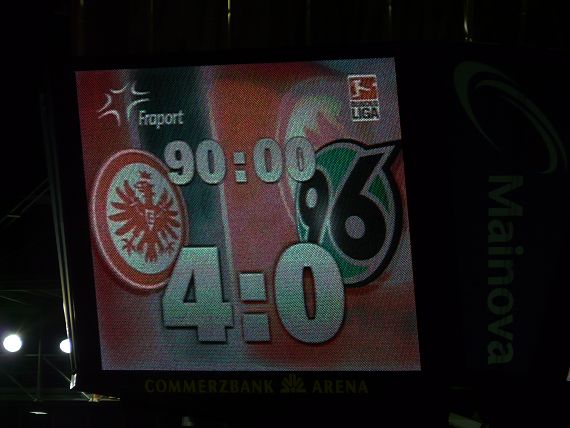 Fraport
LIGA
90:00
96
4:0
Mainova
COMMERZBANK ARENA